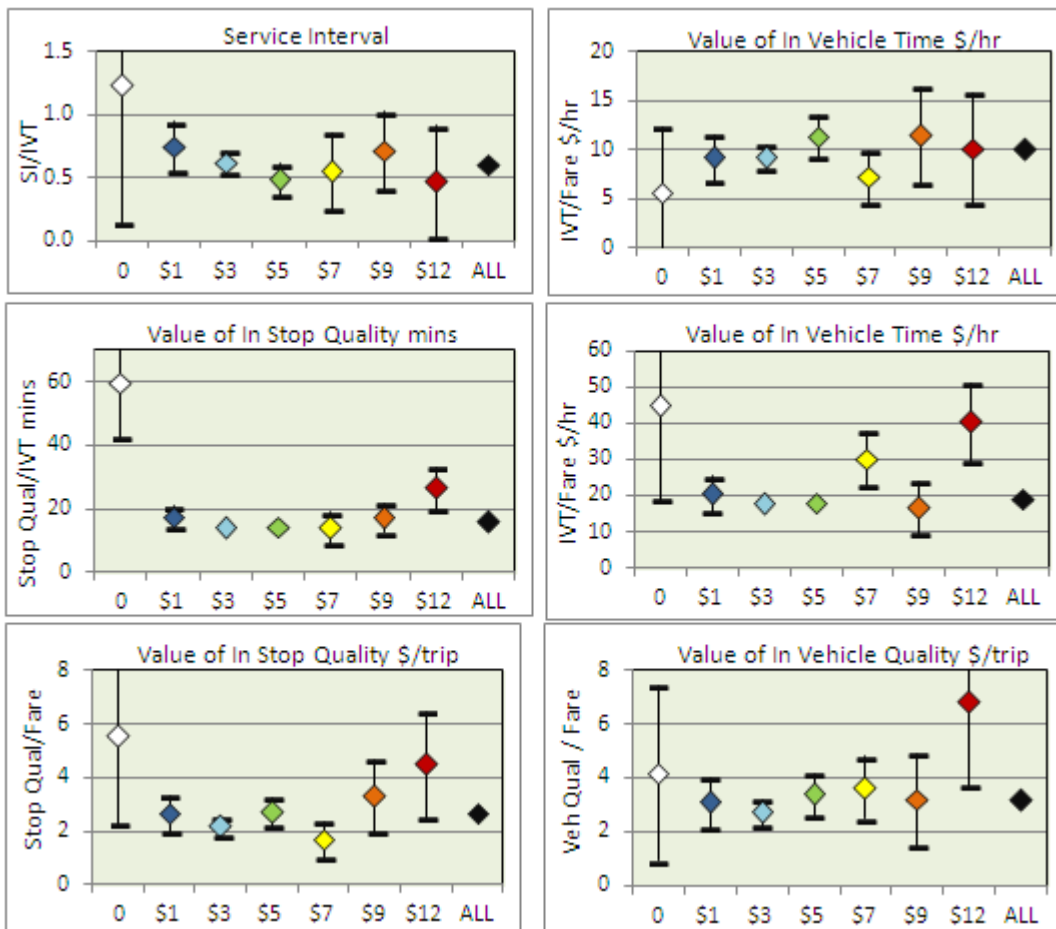 Service Interval
SI/IVT
1.5
1.0
0.5
0.0
0 $1 $3 $5 $7 $9 $12 ALL
Value of In Vehicle Time $/hr
IVT/Fare $/hr
20
15
10
5
0
0 $1 $3 $5 $7 $9 $12 ALL
Value of In Stop Quality mins
Stop Qual/IVT mins
60
40
20
0
0 $1 $3 $5 $7 $9 $12 ALL
Value of In Vehicle Time $/hr
IVT/Fare $/hr
60
50
40
30
20
10
0
0 $1 $3 $5 $7 $9 $12 ALL
Value of In Stop Quality $/trip
Stop Qual/Fare
8
6
4
2
0
0 $1 $3 $5 $7 $9 $12 ALL
Value of In Vehicle Quality $/trip
Veh Qual / Fare
8
6
4
2
0
0 $1 $3 $5 $7 $9 $12 ALL